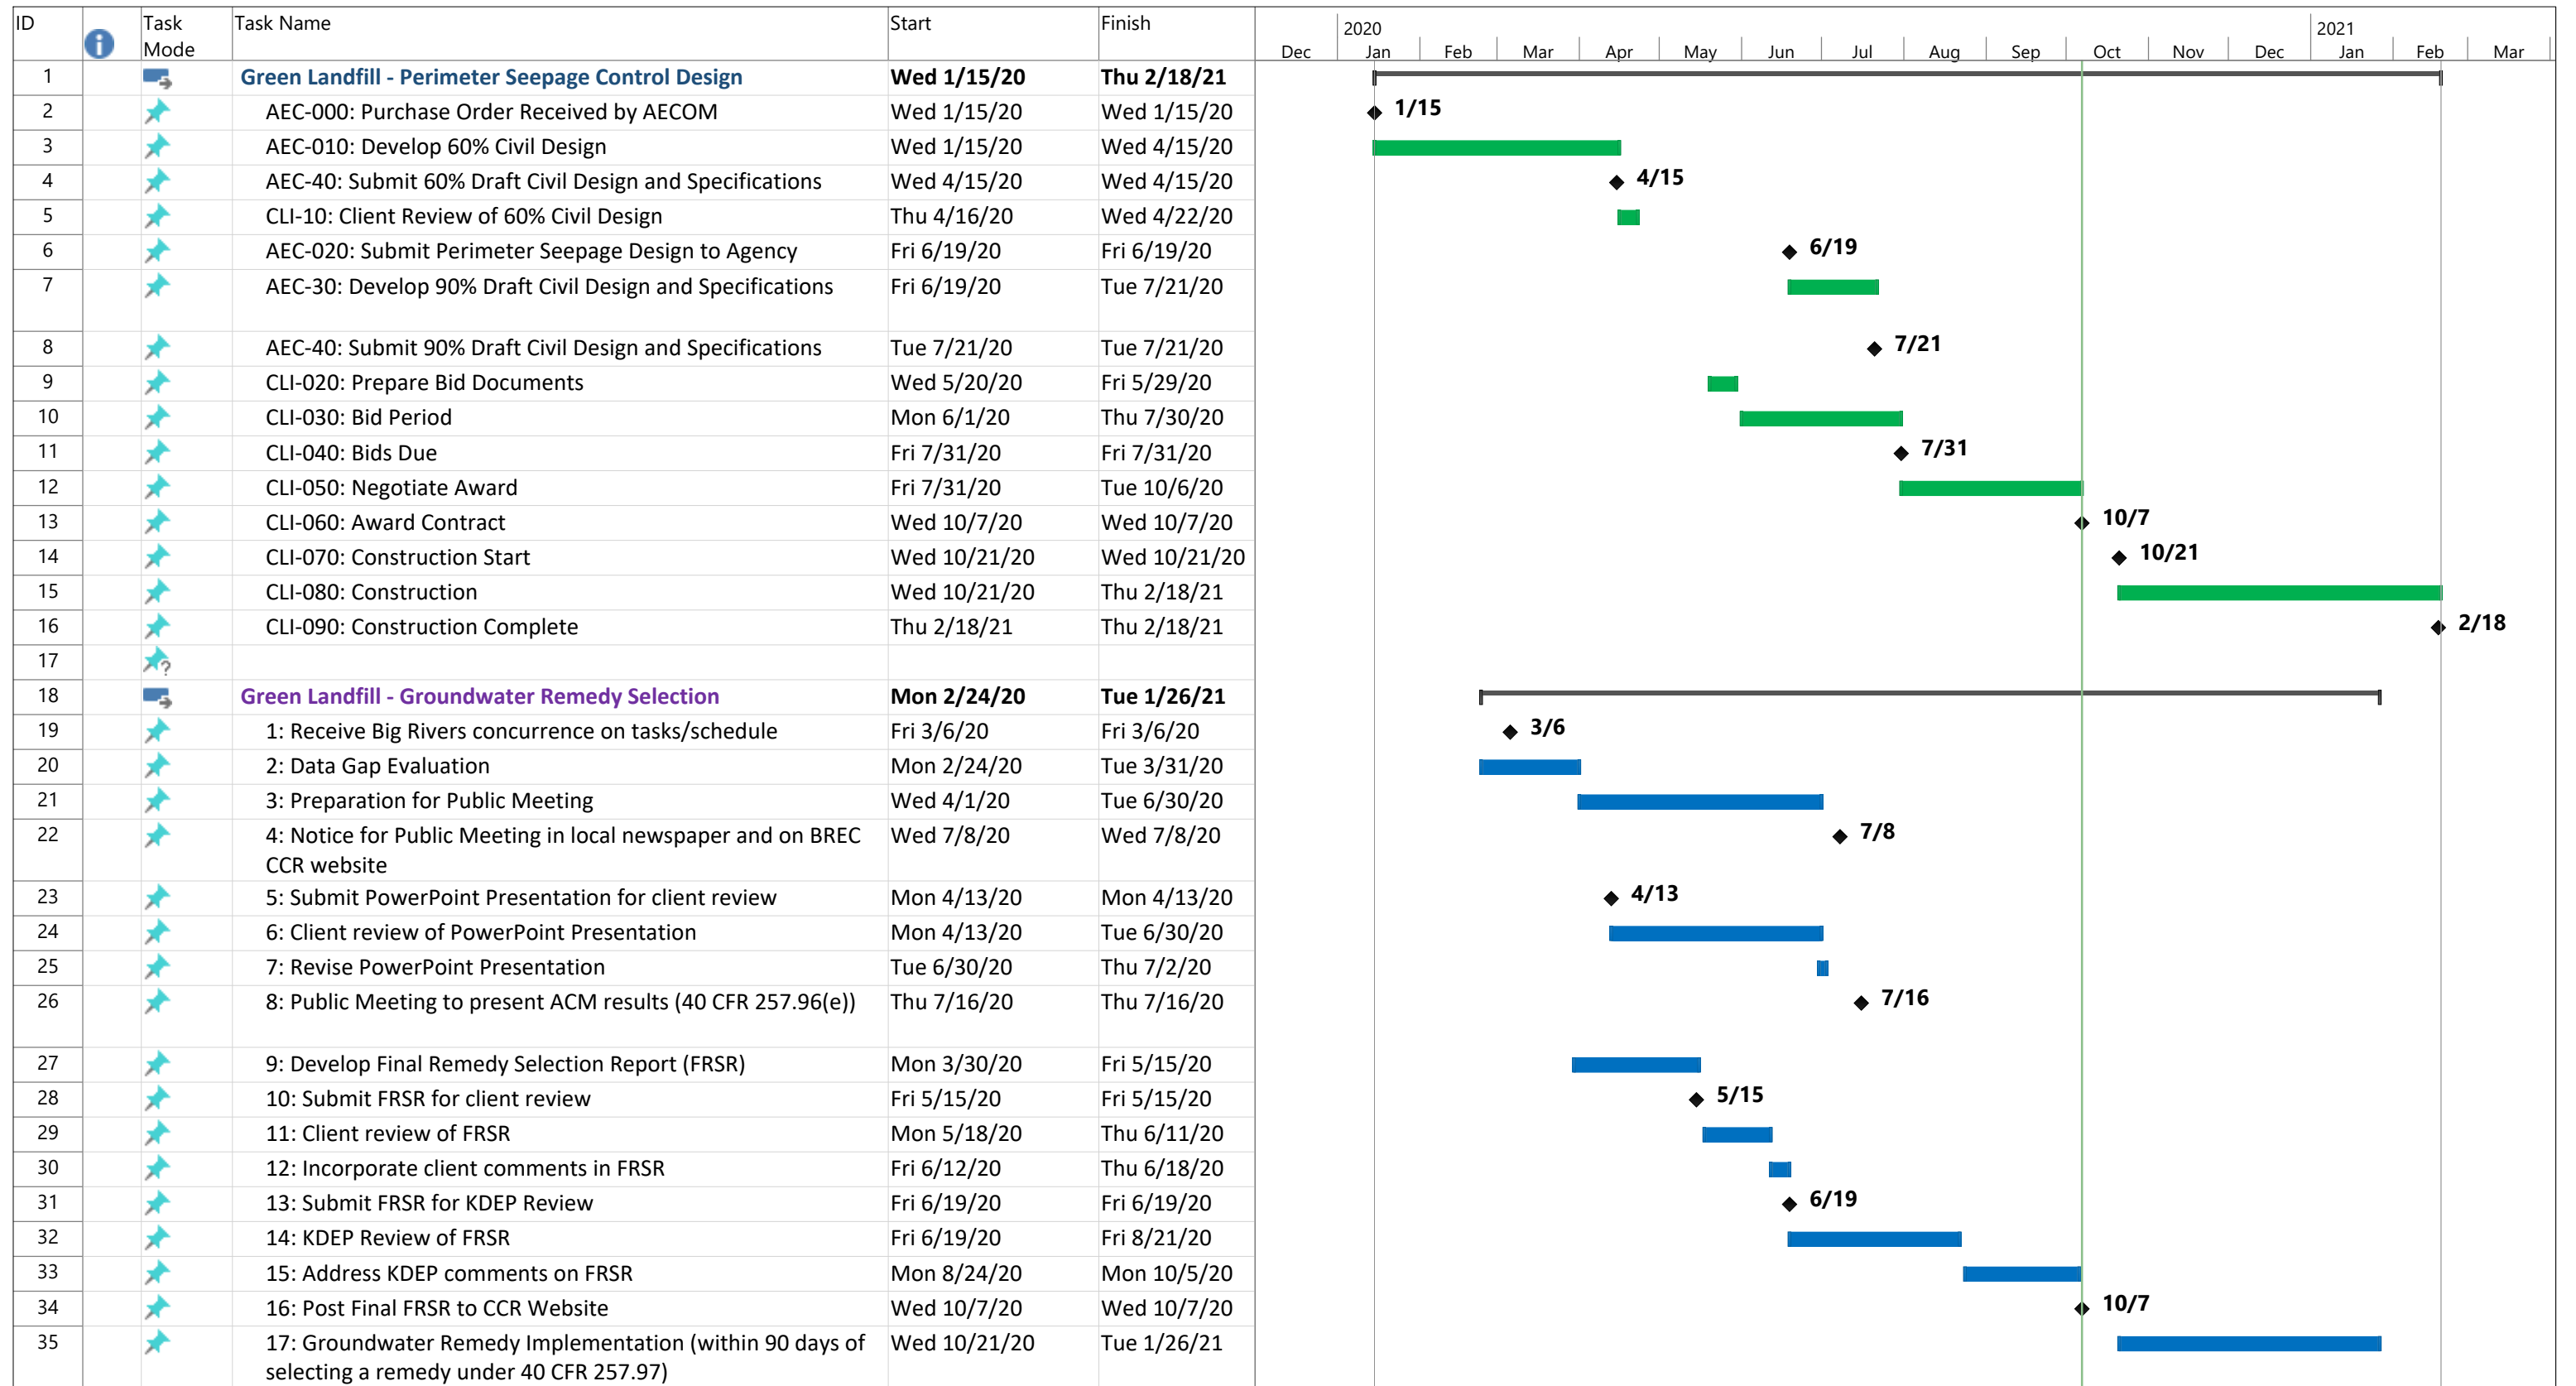 ID Task Mode Task Name Start Finish
2020 2021
Dec Jan Feb Mar Apr May Jun Jul Aug Sep Oct Nov Dec Jan Feb Mar
1 Green Landfill - Perimeter Seepage Control Design Wed 1/15/20 Thu 2/18/21
2 AEC-000: Purchase Order Received by AECOM Wed 1/15/20 Wed 1/15/20 1/15
3 AEC-010: Develop 60% Civil Design Wed 1/15/20 Wed 4/15/20
4 AEC-40: Submit 60% Draft Civil Design and Specifications Wed 4/15/20 Wed 4/15/20 4/15
5 CLI-10: Client Review of 60% Civil Design Thu 4/16/20 Wed 4/22/20
6 AEC-020: Submit Perimeter Seepage Design to Agency Fri 6/19/20 Fri 6/19/20 6/19
7 AEC-30: Develop 90% Draft Civil Design and Specifications Fri 6/19/20 Tue 7/21/20
8 AEC-40: Submit 90% Draft Civil Design and Specifications Tue 7/21/20 Tue 7/21/20 7/21
9 CLI-020: Prepare Bid Documents Wed 5/20/20 Fri 5/29/20
10 CLI-030: Bid Period Mon 6/1/20 Thu 7/30/20
11 CLI-040: Bids Due Fri 7/31/20 Fri 7/31/20 7/31
12 CLI-050: Negotiate Award Fri 7/31/20 Tue 10/6/20
13 CLI-060: Award Contract Wed 10/7/20 Wed 10/7/20 10/7
14 CLI-070: Construction Start Wed 10/21/20 Wed 10/21/20 10/21
15 CLI-080: Construction Wed 10/21/20 Thu 2/18/21
16 CLI-090: Construction Complete Thu 2/18/21 Thu 2/18/21 2/18
17 ?
18 Green Landfill - Groundwater Remedy Selection Mon 2/24/20 Tue 1/26/21
19 1: Receive Big Rivers concurrence on tasks/schedule Fri 3/6/20 Fri 3/6/20 3/6
20 2: Data Gap Evaluation Mon 2/24/20 Tue 3/31/20
21 3: Preparation for Public Meeting Wed 4/1/20 Tue 6/30/20
22 4: Notice for Public Meeting in local newspaper and on BREC Wed 7/8/20 Wed 7/8/20 7/8
CCR website
23 5: Submit PowerPoint Presentation for client review Mon 4/13/20 Mon 4/13/20 4/13
24 6: Client review of PowerPoint Presentation Mon 4/13/20 Tue 6/30/20
25 7: Revise PowerPoint Presentation Tue 6/30/20 Thu 7/2/20
26 8: Public Meeting to present ACM results (40 CFR 257.96(e)) Thu 7/16/20 Thu 7/16/20 7/16
27 9: Develop Final Remedy Selection Report (FRSR) Mon 3/30/20 Fri 5/15/20
28 10: Submit FRSR for client review Fri 5/15/20 Fri 5/15/20 5/15
29 11: Client review of FRSR Mon 5/18/20 Thu 6/11/20
30 12: Incorporate client comments in FRSR Fri 6/12/20 Thu 6/18/20
31 13: Submit FRSR for KDEP Review Fri 6/19/20 Fri 6/19/20 6/19
32 14: KDEP Review of FRSR Fri 6/19/20 Fri 8/21/20
33 15: Address KDEP comments on FRSR Mon 8/24/20 Mon 10/5/20
34 16: Post Final FRSR to CCR Website Wed 10/7/20 Wed 10/7/20 10/7
35 17: Groundwater Remedy Implementation (within 90 days of Wed 10/21/20 Tue 1/26/21
selecting a remedy under 40 CFR 257.97)